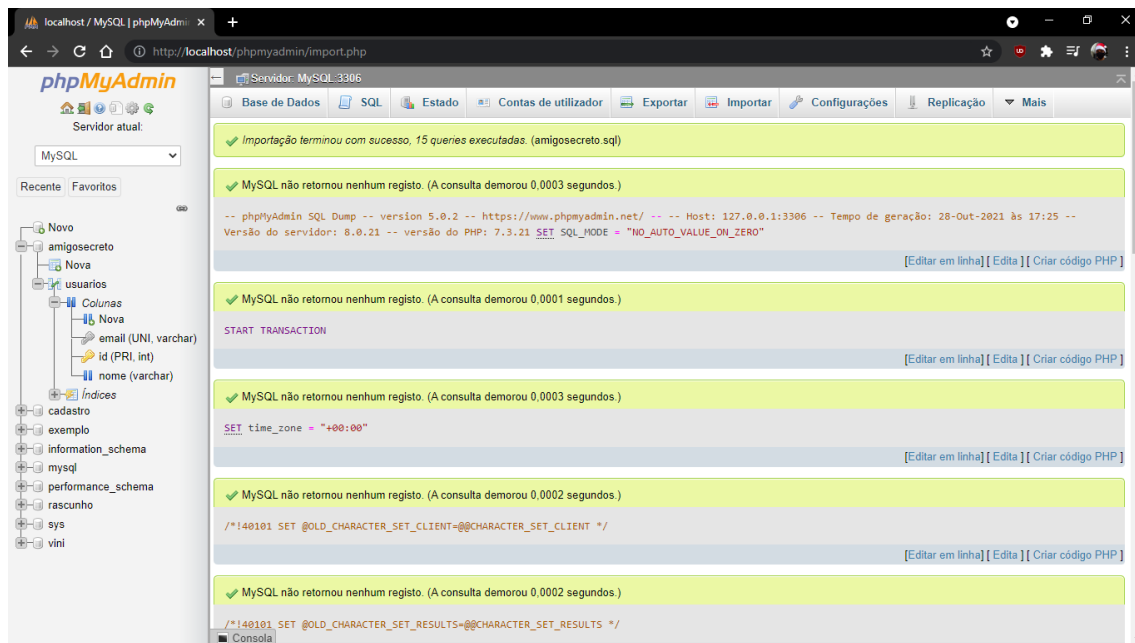 localhost / MySQL | phpMyAdmi
http://localhost/phpmyadmin/import.php
phpMyAdmin
Servidor atual:
MySQL
Recente Favoritos
Novo
amigosecreto
Nova
usuarios
Colunas
Nova
email (UNI, varchar)
id (PRI, int)
nome (varchar)
Índices
cadastro
exemplo
information_schema
mysql
performance_schema
rascunho
sys
vini
Servidor: MySQL:3306
Base de Dados SQL Estado Contas de utilizador Exportar Importar Configurações Replicação Mais
Importação terminou com sucesso, 15 queries executadas. (amigosecreto.sql)
MySQL não retornou nenhum registo. (A consulta demorou 0,0003 segundos.)
-- phpMyAdmin SQL Dump -- version 5.0.2 -- https://www.phpmyadmin.net/ -- -- Host: 127.0.0.1:3306 -- Tempo de geração: 28-Out-2021 às 17:25 --
Versão do servidor: 8.0.21 -- versão do PHP: 7.3.21 SET SQL_MODE = "NO_AUTO_VALUE_ON_ZERO"
[Editar em linha] [ Edita ] [ Criar código PHP ]
MySQL não retornou nenhum registo. (A consulta demorou 0,0001 segundos.)
START TRANSACTION
[Editar em linha] [ Edita ] [ Criar código PHP ]
MySQL não retornou nenhum registo. (A consulta demorou 0,0003 segundos.)
SET time_zone = "+00:00"
[Editar em linha] [ Edita ] [ Criar código PHP ]
MySQL não retornou nenhum registo. (A consulta demorou 0,0002 segundos.)
/*!40101 SET @OLD_CHARACTER_SET_CLIENT=@@CHARACTER_SET_CLIENT */
[Editar em linha] [ Edita ] [ Criar código PHP ]
MySQL não retornou nenhum registo. (A consulta demorou 0,0002 segundos.)
/*!40101 SET @OLD_CHARACTER_SET_RESULTS=@@CHARACTER_SET_RESULTS */
Consola